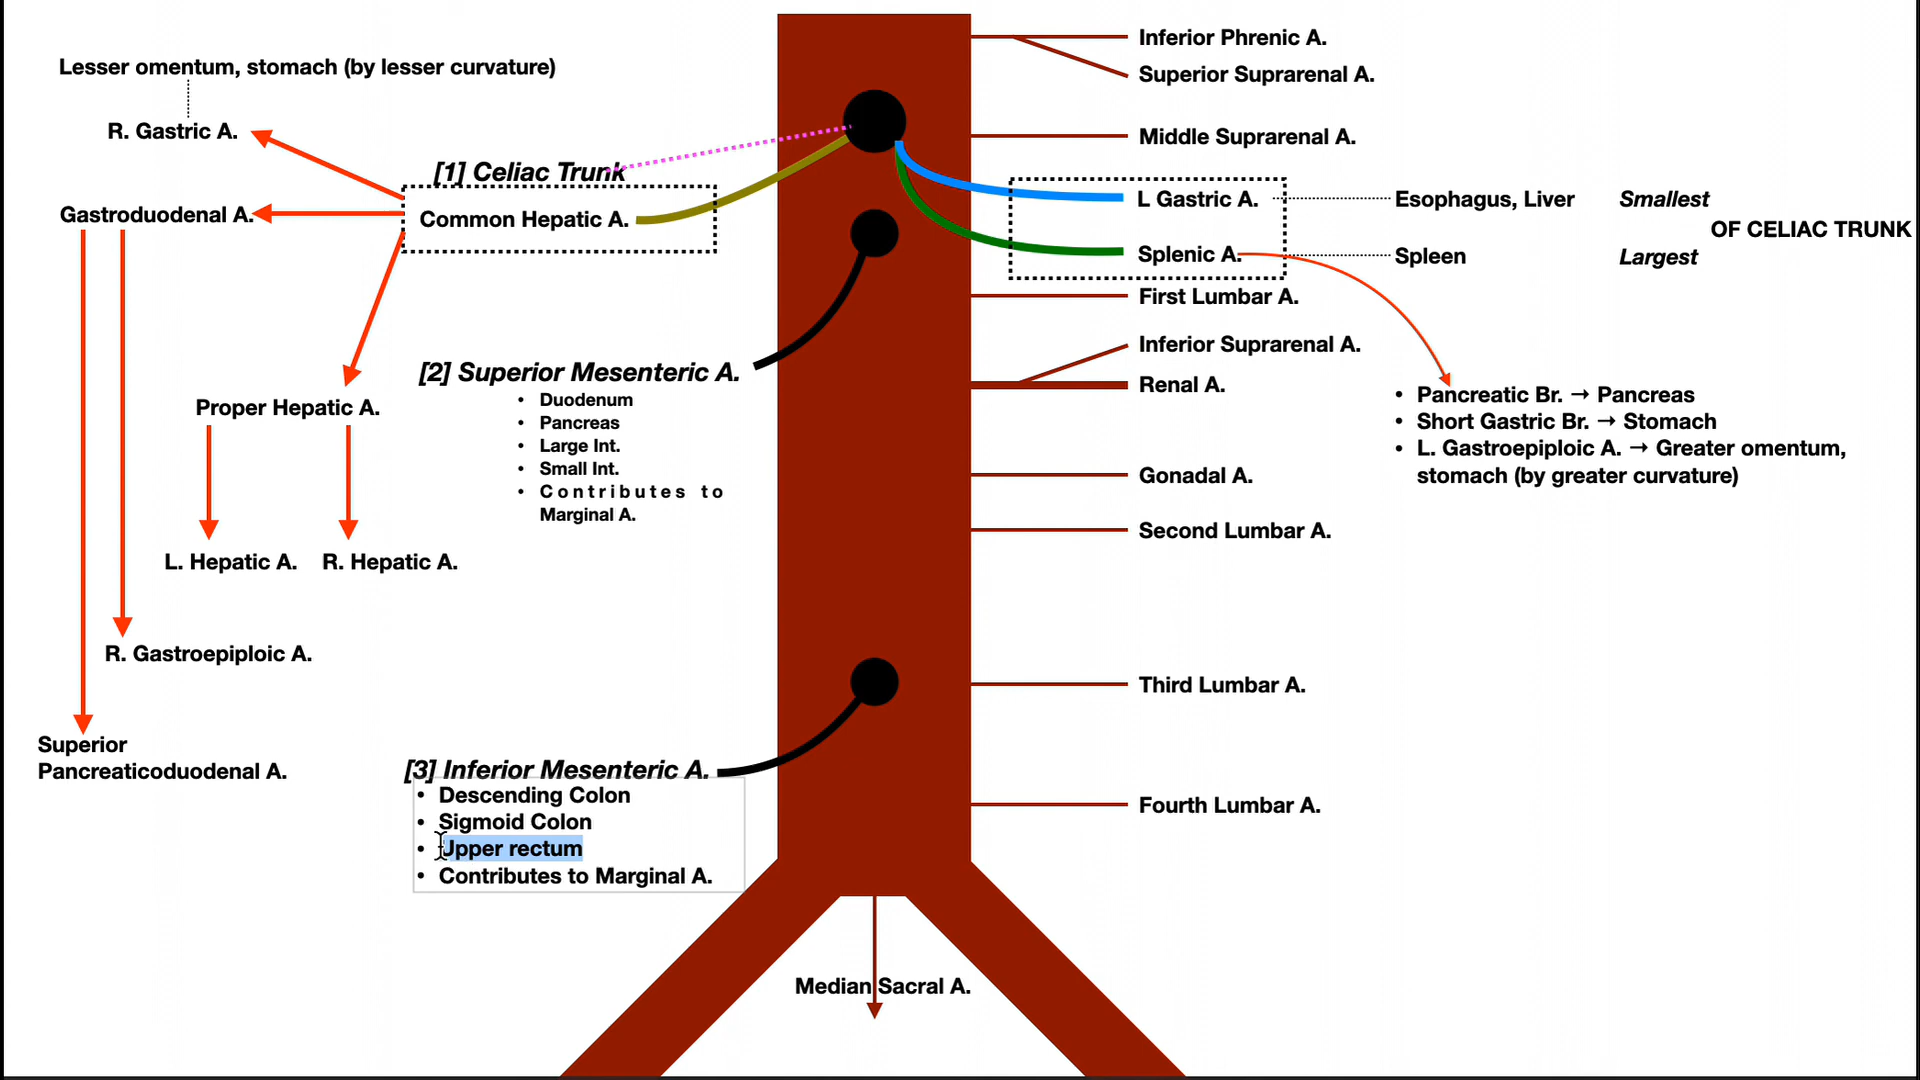 Lesser omentum, stomach (by lesser curvature)
R. Gastric A.
Gastroduodenal A.
[1] Celiac Trunk
Common Hepatic A.
[2] Superior Mesenteric A.
• Duodenum
• Pancreas
• Large Int.
• Small Int.
• Contributes to
Marginal A.
Proper Hepatic A.
L. Hepatic A.
R. Hepatic A.
R. Gastroepiploic A.
Superior
Pancreaticoduodenal A.
[3] Inferior Mesenteric A.
• Descending Colon
• Sigmoid Colon
• Upper rectum
• Contributes to Marginal A.
Median Sacral A.
Inferior Phrenic A.
Superior Suprarenal A.
Middle Suprarenal A.
L Gastric A.
Esophagus, Liver
Smallest
OF CELIAC TRUNK
Splenic A.
Spleen
Largest
First Lumbar A.
Inferior Suprarenal A.
Renal A.
• Pancreatic Br. → Pancreas
• Short Gastric Br. → Stomach
• L. Gastroepiploic A. → Greater omentum,
stomach (by greater curvature)
Gonadal A.
Second Lumbar A.
Third Lumbar A.
Fourth Lumbar A.